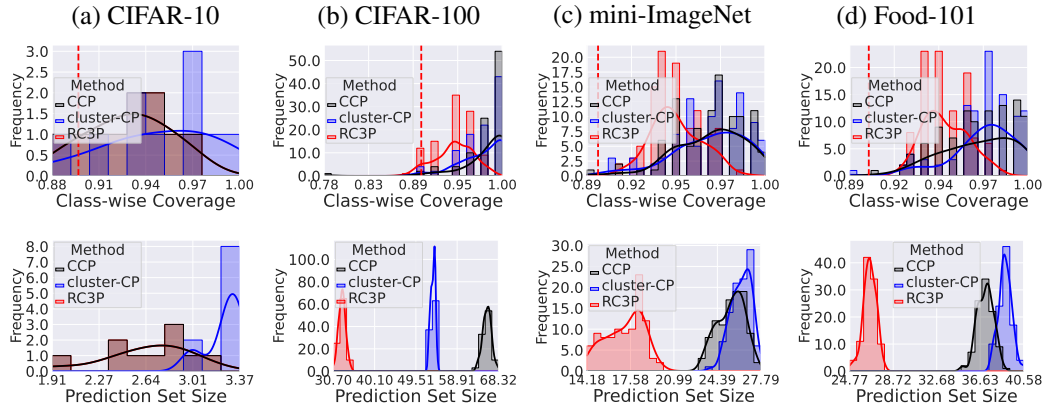 (a) CIFAR-10
(b) CIFAR-100
(c) mini-ImageNet
(d) Food-101
Frequency
3.0
2.5
2.0
1.5
1.0
0.5
0.0
Method
CCP
cluster-CP
RC3P
0.88 0.91 0.94 0.97 1.00
Class-wise Coverage
Frequency
50.0
40.0
30.0
20.0
10.0
0.0
Method
CCP
cluster-CP
RC3P
0.78 0.83 0.89 0.95 1.00
Class-wise Coverage
Frequency
20.0
17.5
15.0
12.5
10.0
7.5
5.0
2.5
0.0
Method
CCP
cluster-CP
RC3P
0.89 0.92 0.95 0.97 1.00
Class-wise Coverage
Frequency
20.0
15.0
10.0
5.0
0.0
Method
CCP
cluster-CP
RC3P
0.89 0.92 0.94 0.97 1.00
Class-wise Coverage
Frequency
8.0
7.0
6.0
5.0
4.0
3.0
2.0
1.0
0.0
Method
CCP
cluster-CP
RC3P
1.91 2.27 2.64 3.01 3.37
Prediction Set Size
Frequency
100.0
80.0
60.0
40.0
20.0
0.0
Method
CCP
cluster-CP
RC3P
30.70 40.10 49.51 58.91 68.32
Prediction Set Size
Frequency
30.0
25.0
20.0
15.0
10.0
5.0
0.0
Method
CCP
cluster-CP
RC3P
14.18 17.58 20.99 24.39 27.79
Prediction Set Size
Frequency
40.0
30.0
20.0
10.0
0.0
Method
CCP
cluster-CP
RC3P
24.77 28.72 32.68 36.63 40.58
Prediction Set Size